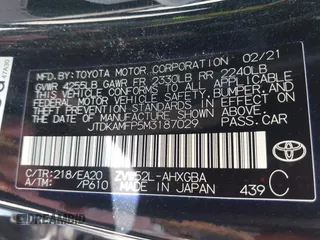 MFD.BY:TOYOTA MOTOR CORPORATION 02/21
GVWR 4255LB GAWR FR 2330LB RR 2240LB
THIS VEHICLE CONFORMS TO ALL APPLICABLE
FEDERAL MOTOR VEHICLE SAFETY, BUMPER, AND
THEFT PREVENTION STANDARDS IN EFFECT ON
THE DATE OF MANUFACTURE SHOWN ABOVE.
JTDKAMFP5M3187029 PASS.CAR
C/TR:218/EA20 ZVW52L-AHXGBA
A/TM: /P610 MADE IN JAPAN 439 C
TOYOTA